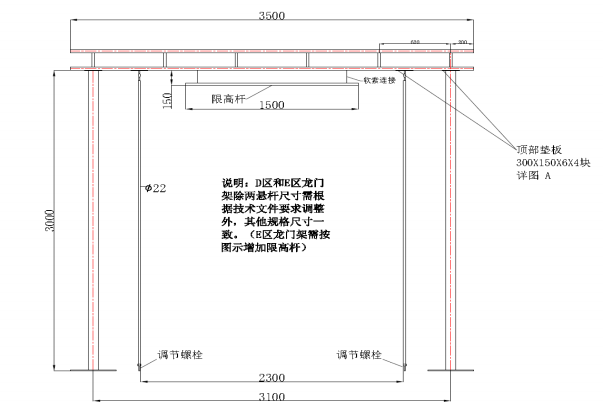 3500
600
200
软索连接
150
限高杆
1500
顶部垫板
300X150X6X4块
详图 A
说明：D区和E区龙门
架除两悬杆尺寸需根
据技术文件要求调整
外，其他规格尺寸一
致。（E区龙门架需按
图示增加限高杆）
Φ22
3000
调节螺栓
调节螺栓
2300
3100